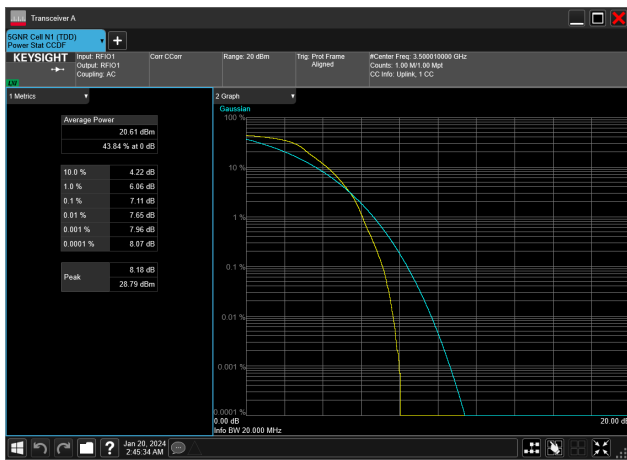 Transceiver A
5GNR Cell N1 (TDD)
Power Stat CCDF
KEYSIGHT
Input: RFIO1
Output: RFIO1
Coupling: AC
Corr CCorr
Range: 20 dBm
Trig: Prot Frame
Aligned
#Center Freq: 3.500010000 GHz
Counts: 1.00 M/1.00 Mpt
CC Info: Uplink, 1 CC
LXI
1 Metrics
Average Power
20.61 dBm
43.84 % at 0 dB
10.0 % 4.22 dB
1.0 % 6.06 dB
0.1 % 7.11 dB
0.01 % 7.65 dB
0.001 % 7.96 dB
0.0001 % 8.07 dB
Peak
8.18 dB
28.79 dBm
2 Graph
Gaussian
100 %
10 %
1 %
0.1 %
0.01 %
0.001 %
0.0001 %
0.00 dB
20.00 dB
Info BW 20.000 MHz
?
Jan 20, 2024
2:45:34 AM